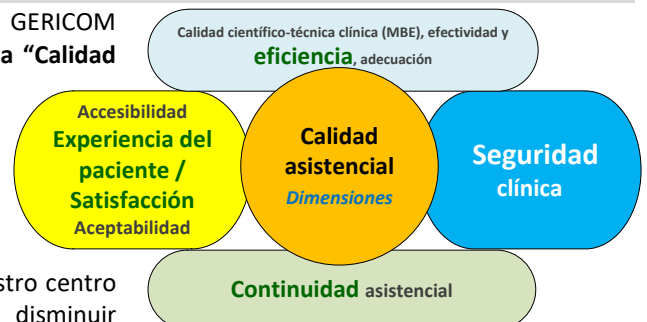 GERICOM
a “Calidad
Calidad científico-técnica clínica (MBE), efectividad y
eficiencia, adecuación
Accesibilidad
Experiencia del
paciente /
Satisfacción
Aceptabilidad
Calidad
asistencial
Dimensiones
Seguridad
clínica
stro centro
disminuir
Continuidad asistencial